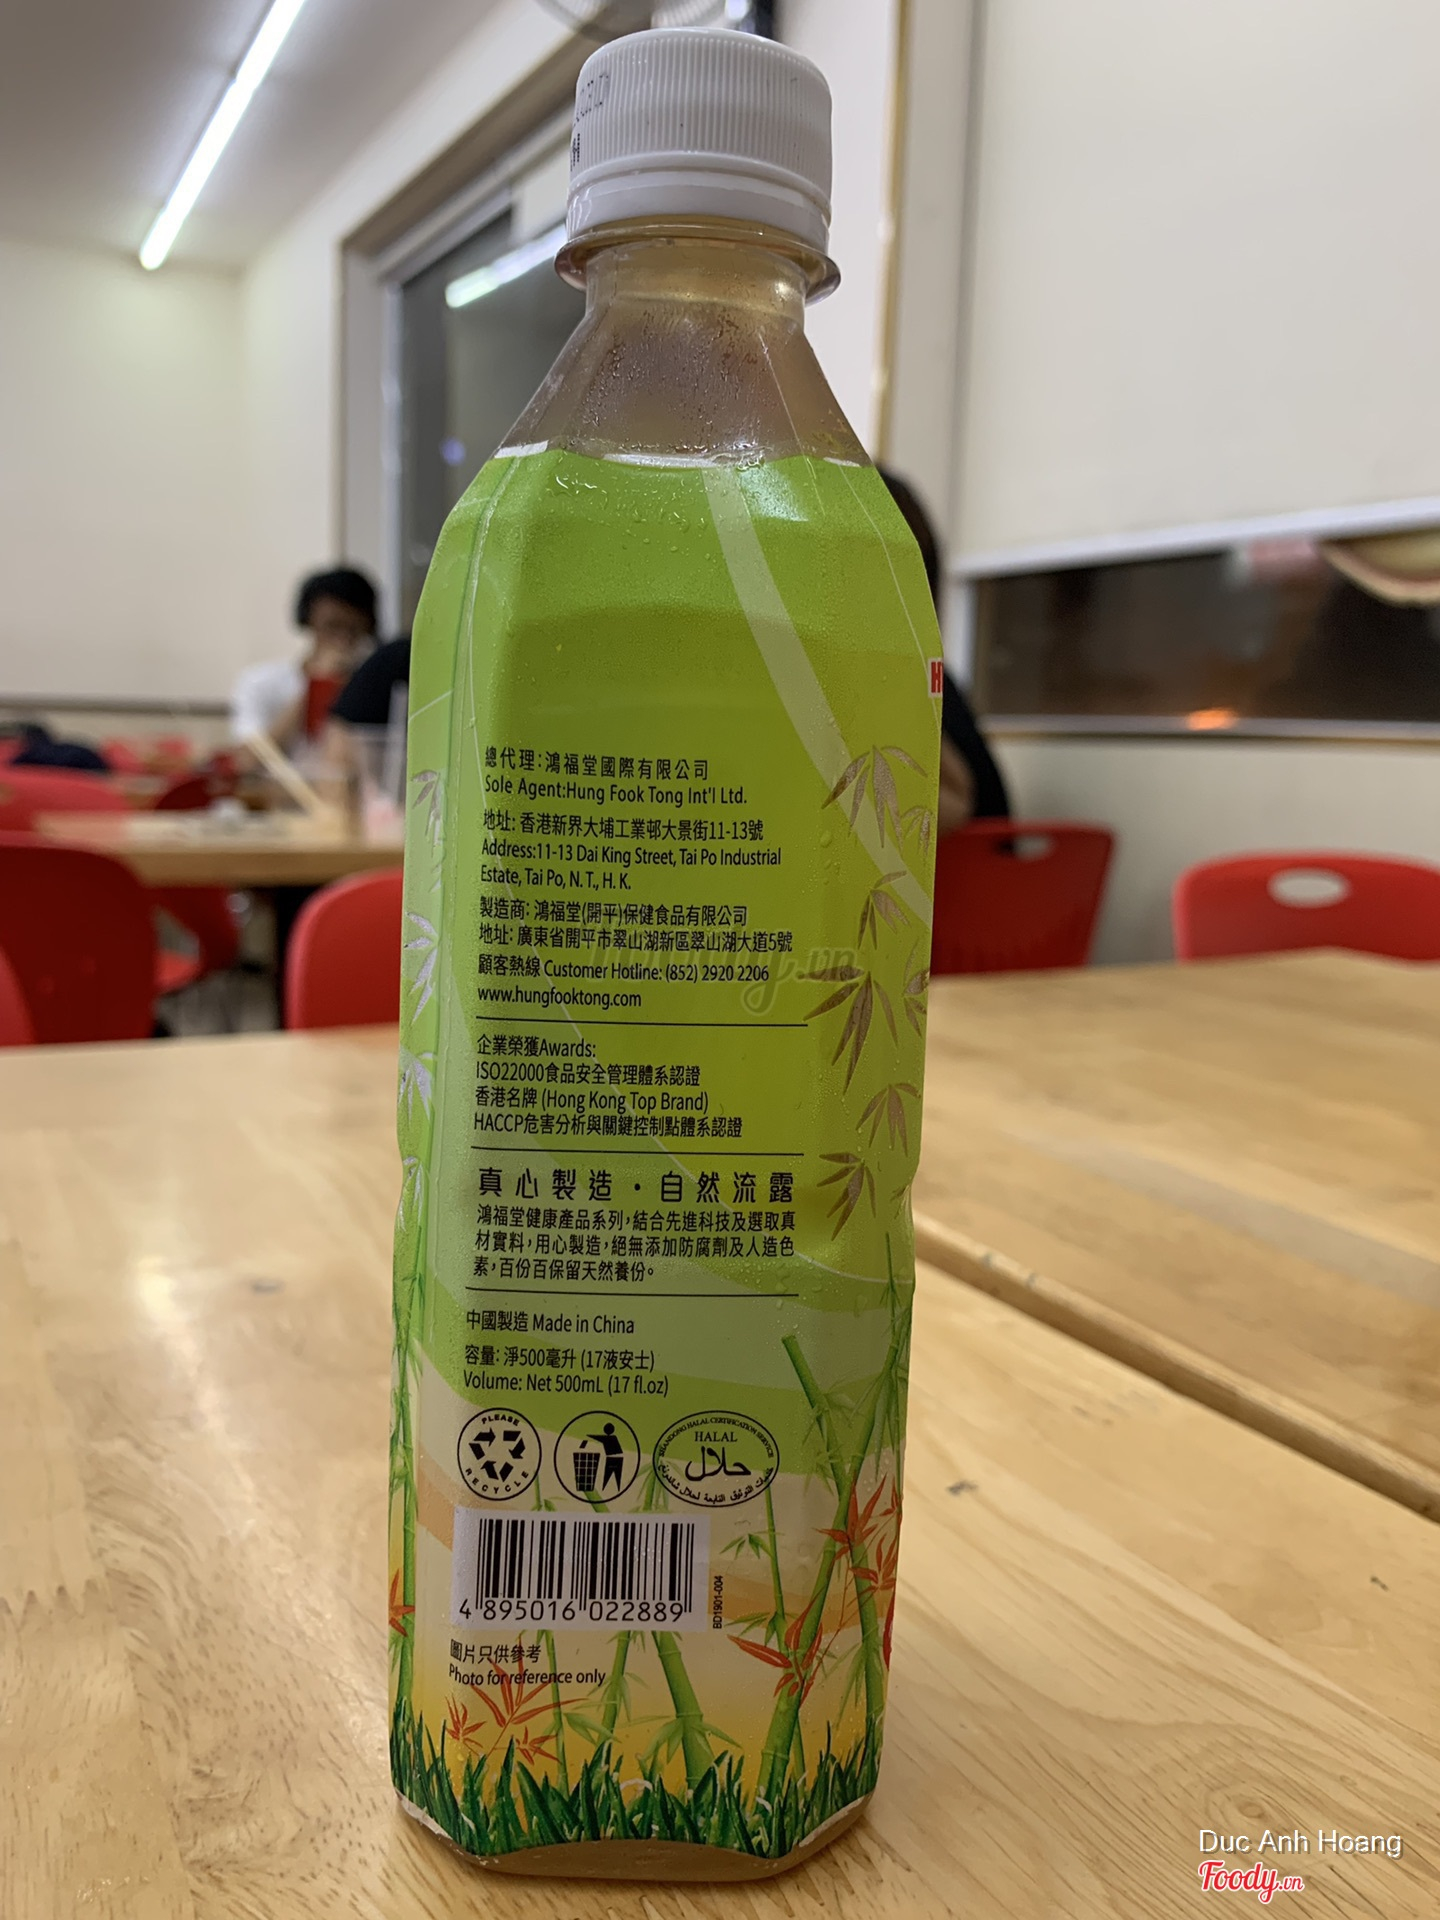 總代理:鴻福堂國際有限公司
Sole Agent:Hung Fook Tong Int'l Ltd.
地址: 香港新界大埔工業邨大景街11-13號
Address:11-13 Dai King Street, Tai Po Industrial
Estate, Tai Po, N. T., H. K.
製造商: 鴻福堂(開平)保健食品有限公司
地址: 廣東省開平市翠山湖新區翠山湖大道5號
顧客熱線 Customer Hotline: (852) 2920 2206
www.hungfooktong.com
企業榮獲Awards:
ISO22000食品安全管理體系認證
香港名牌 (Hong Kong Top Brand)
HACCP危害分析與關鍵控制點體系認證
真心製造・自然流露
鴻福堂健康產品系列,結合先進科技及選取真
材實料,用心製造,絕無添加防腐劑及人造色
素,百份百保留天然養份。
中國製造 Made in China
容量: 淨500毫升 (17液安士)
Volume: Net 500mL (17 fl.oz)
PLEASE
RECYCLE
SHANDONG HALAL CERTIFICATION SERVICE
HALAL
حلال
4 895016 022889
BD1901-004
圖片只供參考
Photo for reference only
foody.vn
Duc Anh Hoang
Foody.vn